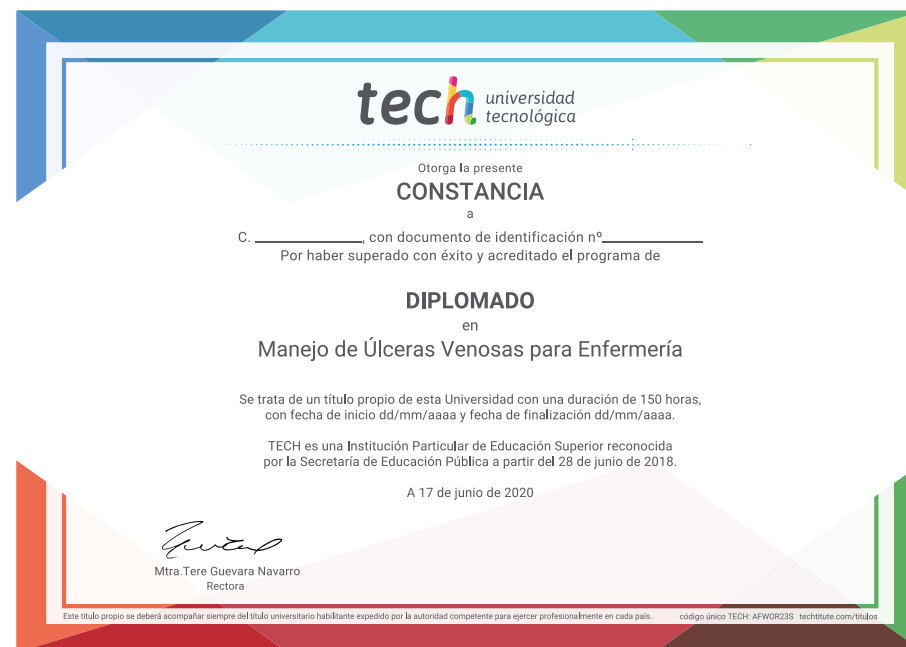 tech universidad
tecnológica
Otorga la presente
CONSTANCIA
a
C. ____________, con documento de identificación nº____________
Por haber superado con éxito y acreditado el programa de
DIPLOMADO
en
Manejo de Úlceras Venosas para Enfermería
Se trata de un título propio de esta Universidad con una duración de 150 horas,
con fecha de inicio dd/mm/aaaa y fecha de finalización dd/mm/aaaa.
TECH es una Institución Particular de Educación Superior reconocida
por la Secretaría de Educación Pública a partir del 28 de junio de 2018.
A 17 de junio de 2020
Mtra.Tere Guevara Navarro
Rectora
Este título propio se deberá acompañar siempre del título universitario habilitante expedido por la autoridad competente para ejercer profesionalmente en cada país. código único TECH: AFWOR23S techtitute.com/titulos